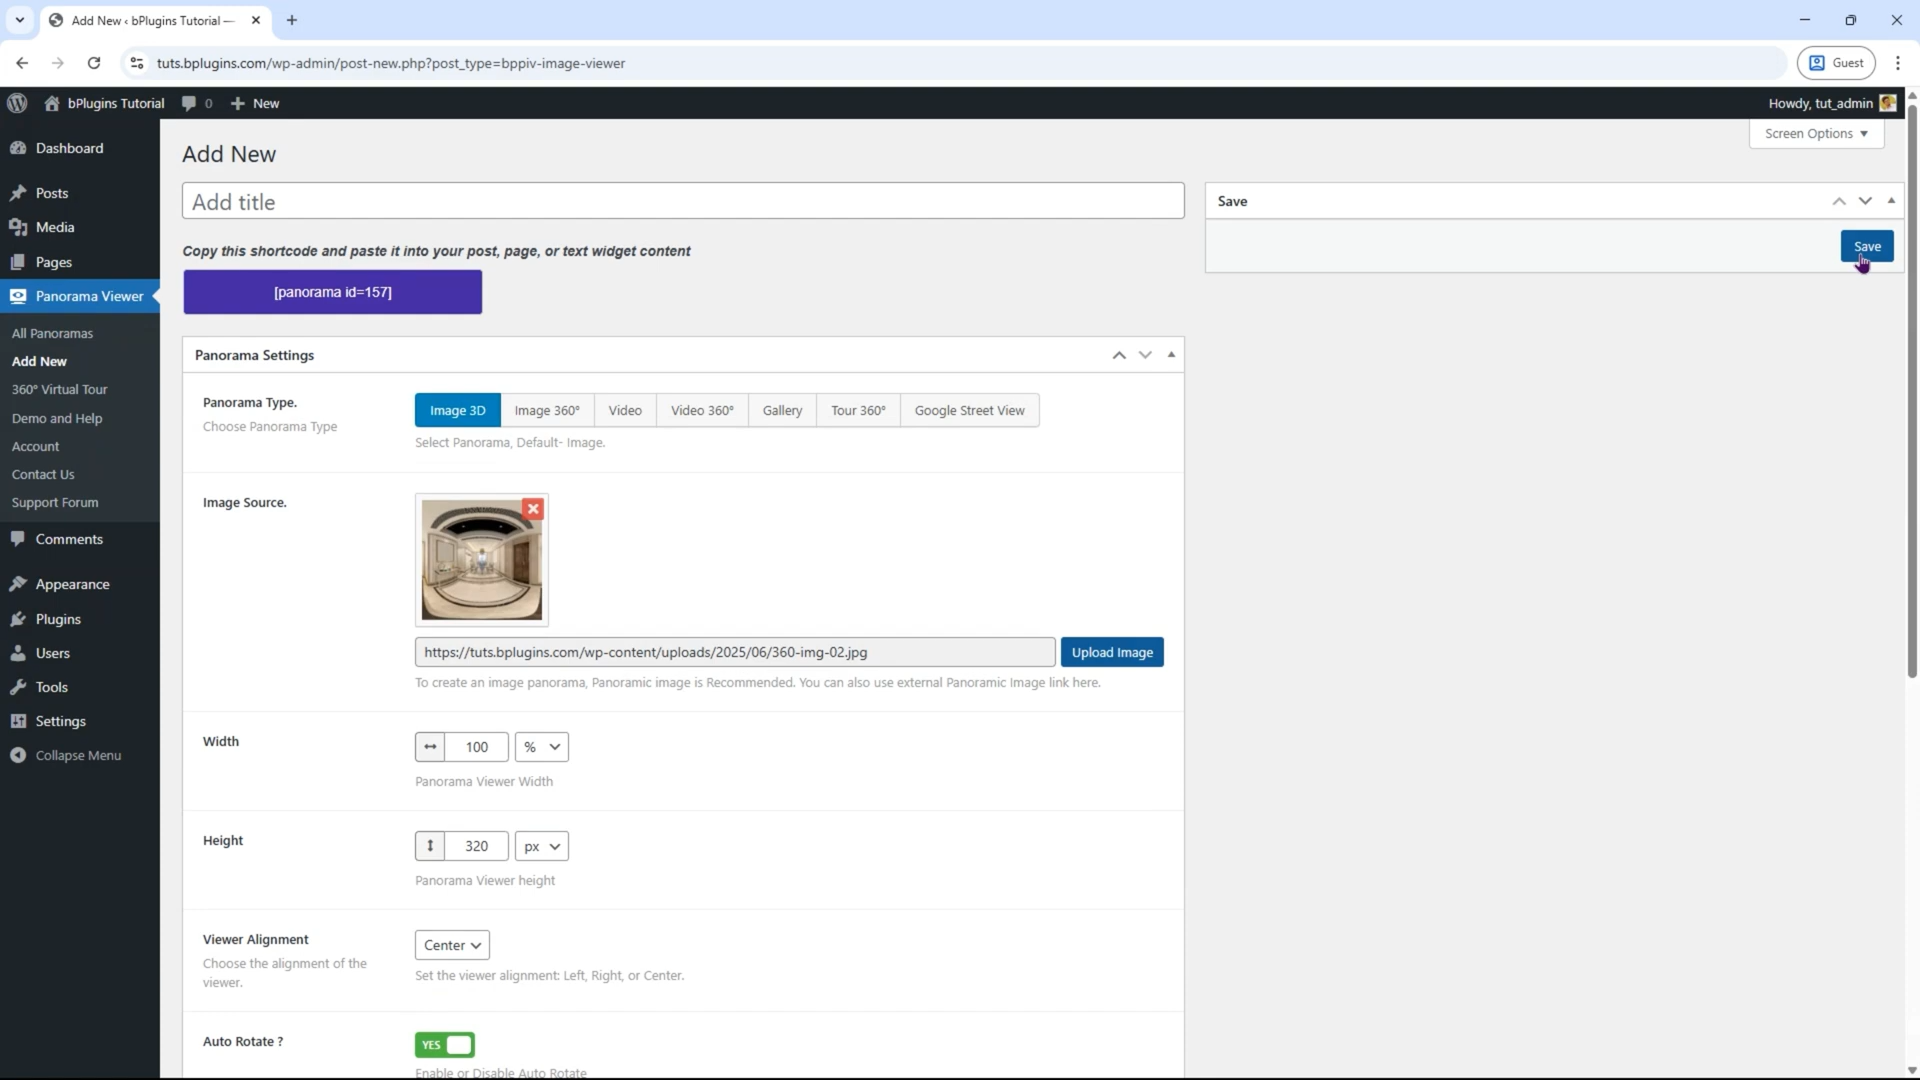 Add New ‹ bPlugins Tutorial —
tuts.bplugins.com/wp-admin/post-new.php?post_type=bppiv-image-viewer
Guest
bPlugins Tutorial
0
New
Howdy, tut_admin
Screen Options
Dashboard
Posts
Media
Pages
Panorama Viewer
All Panoramas
Add New
360° Virtual Tour
Demo and Help
Account
Contact Us
Support Forum
Comments
Appearance
Plugins
Users
Tools
Settings
Collapse Menu
Add New
Add title
Copy this shortcode and paste it into your post, page, or text widget content
[panorama id=157]
Save
Save
Panorama Settings
Panorama Type.
Choose Panorama Type
Image 3D
Image 360°
Video
Video 360°
Gallery
Tour 360°
Google Street View
Select Panorama, Default- Image.
Image Source.
https://tuts.bplugins.com/wp-content/uploads/2025/06/360-img-02.jpg
Upload Image
To create an image panorama, Panoramic image is Recommended. You can also use external Panoramic Image link here.
Width
100
%
Panorama Viewer Width
Height
320
px
Panorama Viewer height
Viewer Alignment
Choose the alignment of the
viewer.
Center
Set the viewer alignment: Left, Right, or Center.
Auto Rotate ?
YES
Enable or Disable Auto Rotate